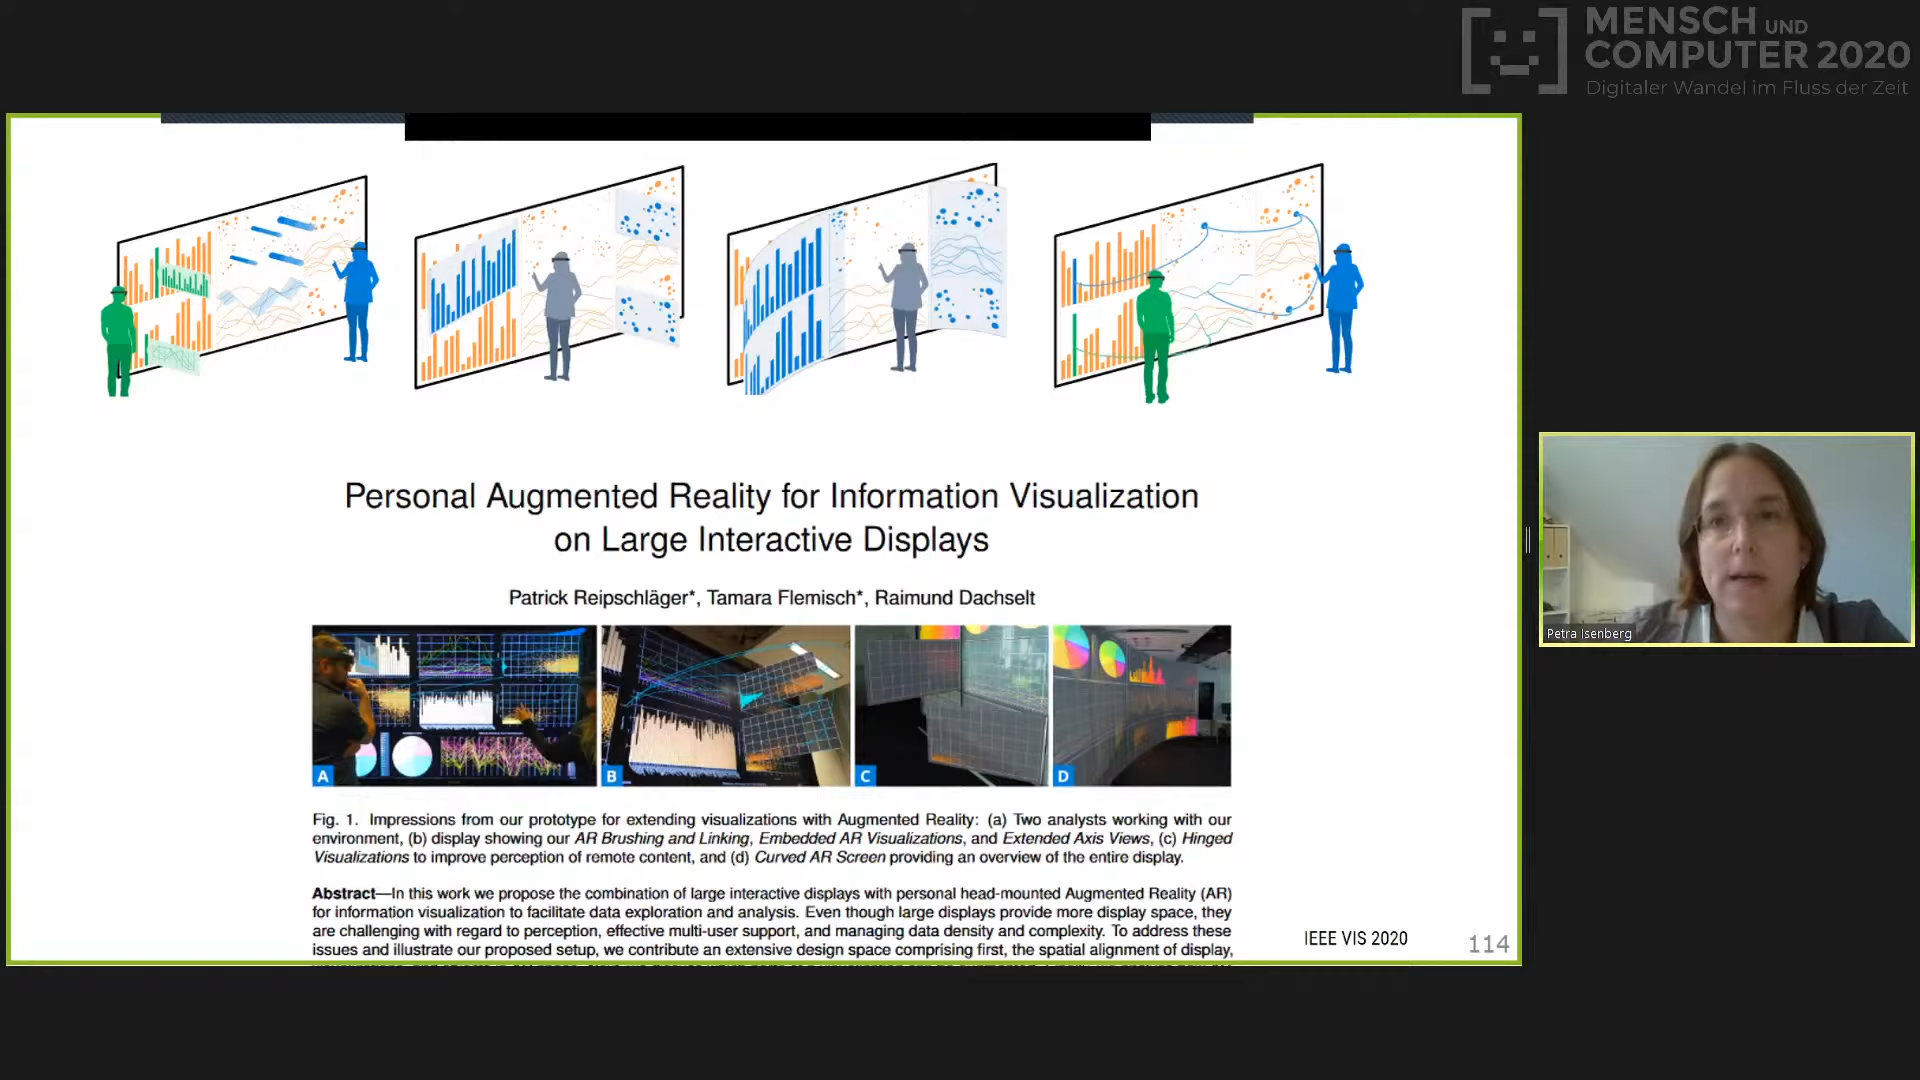 MENSCH UND
COMPUTER 2020
Digitaler Wandel im Fluss der Zeit
Personal Augmented Reality for Information Visualization
on Large Interactive Displays
Patrick Reipschläger*, Tamara Flemisch*, Raimund Dachselt
A
B
C
D
Fig. 1. Impressions from our prototype for extending visualizations with Augmented Reality: (a) Two analysts working with our
environment, (b) display showing our AR Brushing and Linking, Embedded AR Visualizations, and Extended Axis Views, (c) Hinged
Visualizations to improve perception of remote content, and (d) Curved AR Screen providing an overview of the entire display.
Abstract—In this work we propose the combination of large interactive displays with personal head-mounted Augmented Reality (AR)
for information visualization to facilitate data exploration and analysis. Even though large displays provide more display space, they
are challenging with regard to perception, effective multi-user support, and managing data density and complexity. To address these
issues and illustrate our proposed setup, we contribute an extensive design space comprising first, the spatial alignment of display,
IEEE VIS 2020
114
Petra Isenberg